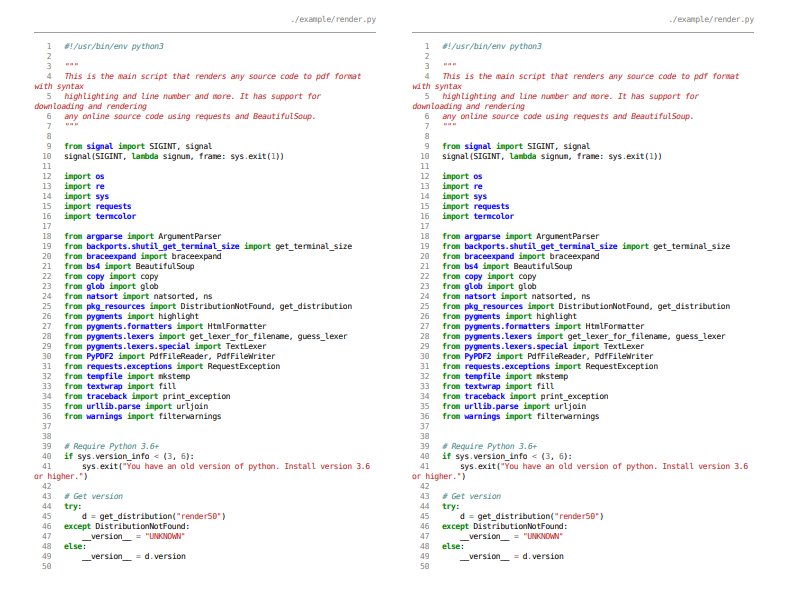 ./example/render.py
1 #!/usr/bin/env python3
2
3 """
4 This is the main script that renders any source code to pdf format
with syntax
5 highlighting and line number and more. It has support for
downloading and rendering
6 any online source code using requests and BeautifulSoup.
7 """
8
9 from signal import SIGINT, signal
10 signal(SIGINT, lambda signum, frame: sys.exit(1))
11
12 import os
13 import re
14 import sys
15 import requests
16 import termcolor
17
18 from argparse import ArgumentParser
19 from backports.shutil_get_terminal_size import get_terminal_size
20 from braceexpand import braceexpand
21 from bs4 import BeautifulSoup
22 from copy import copy
23 from glob import glob
24 from natsort import natsorted, ns
25 from pkg_resources import DistributionNotFound, get_distribution
26 from pygments import highlight
27 from pygments.formatters import HtmlFormatter
28 from pygments.lexers import get_lexer_for_filename, guess_lexer
29 from pygments.lexers.special import TextLexer
30 from PyPDF2 import PdfFileReader, PdfFileWriter
31 from requests.exceptions import RequestException
32 from tempfile import mkstemp
33 from textwrap import fill
34 from traceback import print_exception
35 from urllib.parse import urljoin
36 from warnings import filterwarnings
37
38
39 # Require Python 3.6+
40 if sys.version_info < (3, 6):
41     sys.exit("You have an old version of python. Install version 3.6
or higher.")
42
43 # Get version
44 try:
45     d = get_distribution("render50")
46 except DistributionNotFound:
47     __version__ = "UNKNOWN"
48 else:
49     __version__ = d.version
50
./example/render.py
1 #!/usr/bin/env python3
2
3 """
4 This is the main script that renders any source code to pdf format
with syntax
5 highlighting and line number and more. It has support for
downloading and rendering
6 any online source code using requests and BeautifulSoup.
7 """
8
9 from signal import SIGINT, signal
10 signal(SIGINT, lambda signum, frame: sys.exit(1))
11
12 import os
13 import re
14 import sys
15 import requests
16 import termcolor
17
18 from argparse import ArgumentParser
19 from backports.shutil_get_terminal_size import get_terminal_size
20 from braceexpand import braceexpand
21 from bs4 import BeautifulSoup
22 from copy import copy
23 from glob import glob
24 from natsort import natsorted, ns
25 from pkg_resources import DistributionNotFound, get_distribution
26 from pygments import highlight
27 from pygments.formatters import HtmlFormatter
28 from pygments.lexers import get_lexer_for_filename, guess_lexer
29 from pygments.lexers.special import TextLexer
30 from PyPDF2 import PdfFileReader, PdfFileWriter
31 from requests.exceptions import RequestException
32 from tempfile import mkstemp
33 from textwrap import fill
34 from traceback import print_exception
35 from urllib.parse import urljoin
36 from warnings import filterwarnings
37
38
39 # Require Python 3.6+
40 if sys.version_info < (3, 6):
41     sys.exit("You have an old version of python. Install version 3.6
or higher.")
42
43 # Get version
44 try:
45     d = get_distribution("render50")
46 except DistributionNotFound:
47     __version__ = "UNKNOWN"
48 else:
49     __version__ = d.version
50